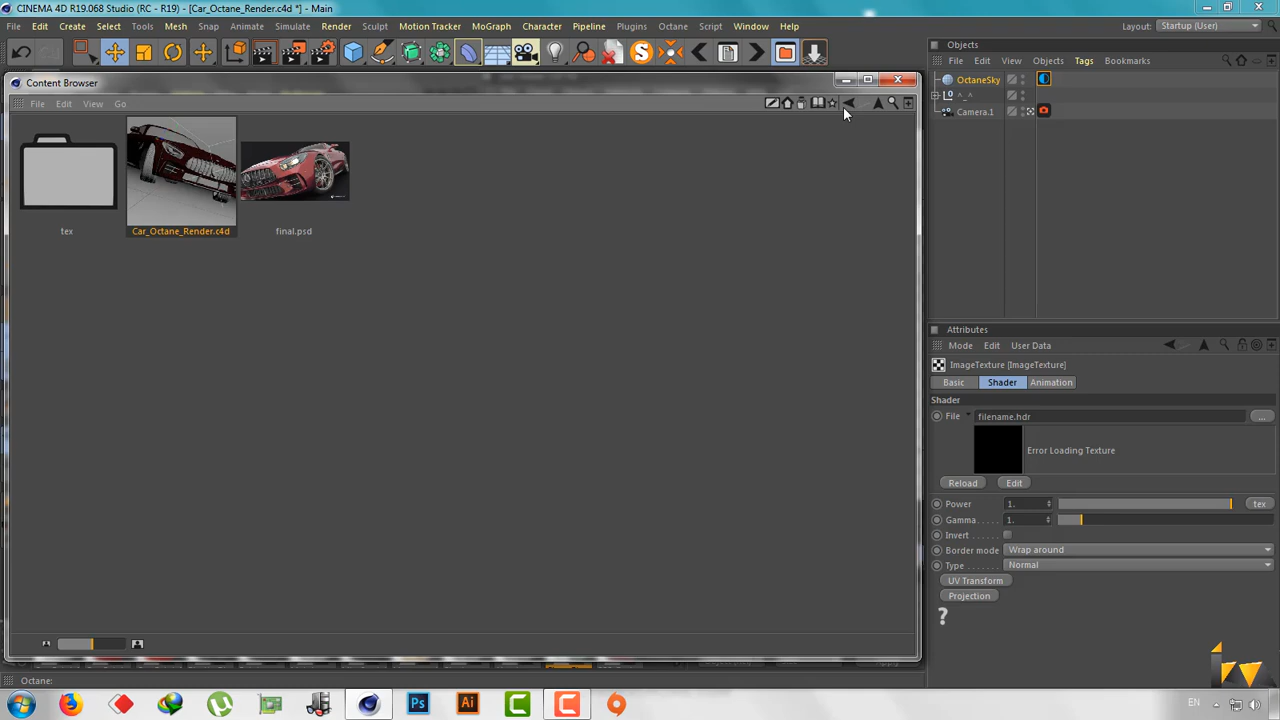 CINEMA 4D R19.068 Studio (RC - R19) - [Car_Octane_Render.c4d *] - Main
File Edit Create Select Tools Mesh Snap Animate Simulate Render Sculpt Motion Tracker MoGraph Character Pipeline Plugins Octane Script Window Help Layout: Startup (User)
Objects
File Edit View Objects Tags Bookmarks
OctaneSky
^_^
Camera.1
Content Browser
File Edit View Go
tex
Car_Octane_Render.c4d
final.psd
Attributes
Mode Edit User Data
ImageTexture [ImageTexture]
Basic Shader Animation
Shader
File filename.hdr ...
Error Loading Texture
Reload Edit
Power 1. tex
Gamma 1.
Invert
Border mode Wrap around
Type Normal
UV Transform
Projection
?
Octane:
Ps Ai C C
EN